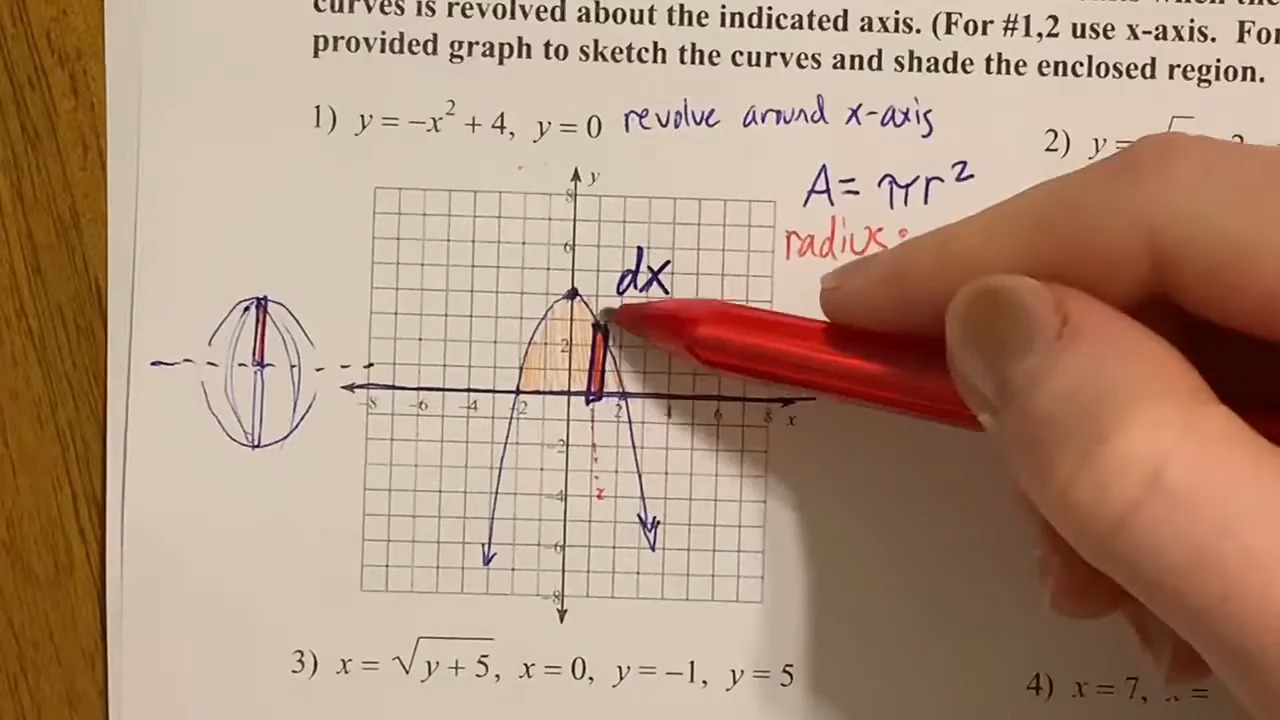 curves is revolved about the indicated axis. (For #1,2 use x-axis. For
provided graph to sketch the curves and shade the enclosed region.
1) y = -x² + 4, y = 0 revolve around x-axis
2) y =
A = πr²
radius:
y
8
6
dx
2
-8 -6 -4 -2 2 4 6 8 x
-2
-4
-6
-8
3) x = √(y + 5), x = 0, y = -1, y = 5
4) x = 7,